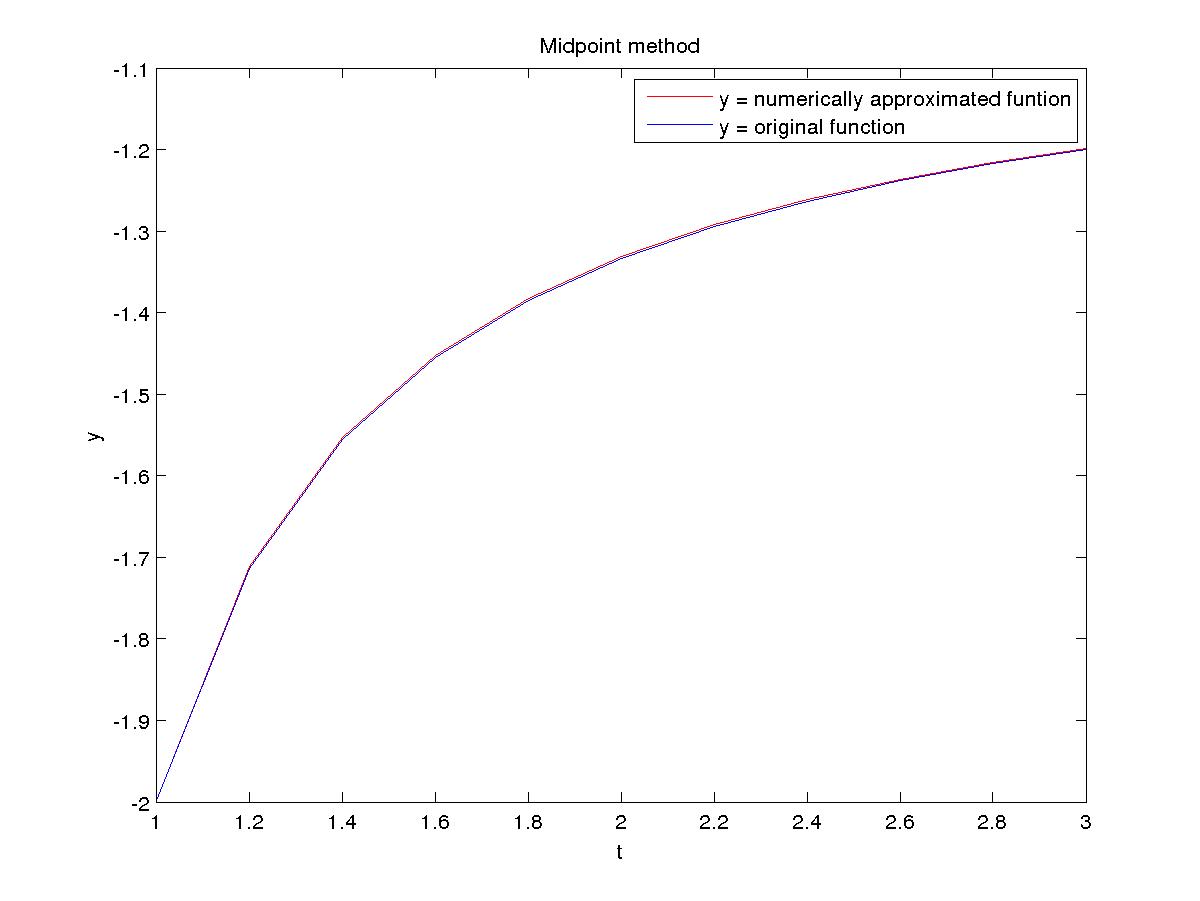 Midpoint method
y = numerically approximated funtion
y = original function
-1.1
-1.2
-1.3
-1.4
-1.5
-1.6
-1.7
-1.8
-1.9
-2
y
1 1.2 1.4 1.6 1.8 2 2.2 2.4 2.6 2.8 3
t